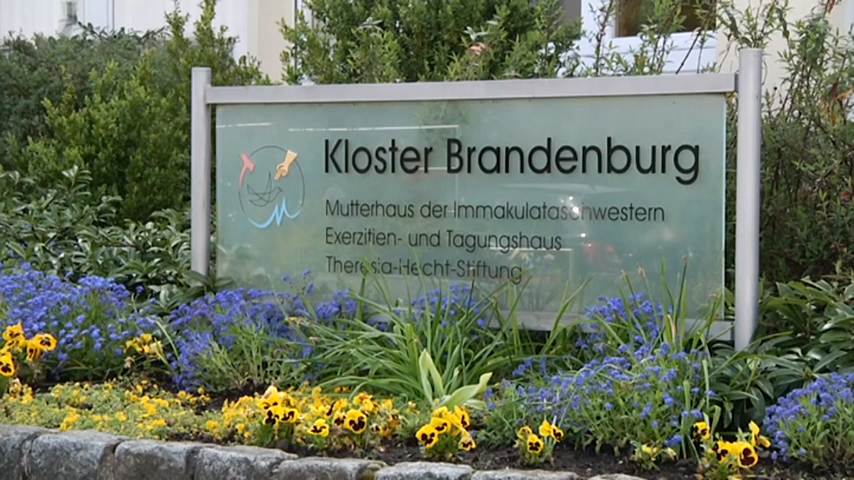 Kloster Brandenburg
Mutterhaus der Immakulataschwestern
Exerzitien- und Tagungshaus
Theresia-Hecht-Stiftung